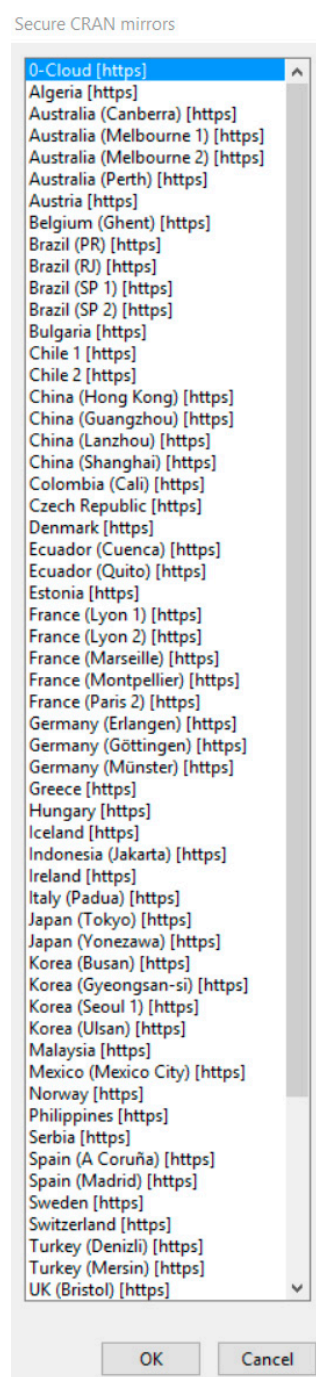 Secure CRAN mirrors
0-Cloud [https]
Algeria [https]
Australia (Canberra) [https]
Australia (Melbourne 1) [https]
Australia (Melbourne 2) [https]
Australia (Perth) [https]
Austria [https]
Belgium (Ghent) [https]
Brazil (PR) [https]
Brazil (RJ) [https]
Brazil (SP 1) [https]
Brazil (SP 2) [https]
Bulgaria [https]
Chile 1 [https]
Chile 2 [https]
China (Hong Kong) [https]
China (Guangzhou) [https]
China (Lanzhou) [https]
China (Shanghai) [https]
Colombia (Cali) [https]
Czech Republic [https]
Denmark [https]
Ecuador (Cuenca) [https]
Ecuador (Quito) [https]
Estonia [https]
France (Lyon 1) [https]
France (Lyon 2) [https]
France (Marseille) [https]
France (Montpellier) [https]
France (Paris 2) [https]
Germany (Erlangen) [https]
Germany (Göttingen) [https]
Germany (Münster) [https]
Greece [https]
Hungary [https]
Iceland [https]
Indonesia (Jakarta) [https]
Ireland [https]
Italy (Padua) [https]
Japan (Tokyo) [https]
Japan (Yonezawa) [https]
Korea (Busan) [https]
Korea (Gyeongsan-si) [https]
Korea (Seoul 1) [https]
Korea (Ulsan) [https]
Malaysia [https]
Mexico (Mexico City) [https]
Norway [https]
Philippines [https]
Serbia [https]
Spain (A Coruña) [https]
Spain (Madrid) [https]
Sweden [https]
Switzerland [https]
Turkey (Denizli) [https]
Turkey (Mersin) [https]
UK (Bristol) [https]
OK Cancel